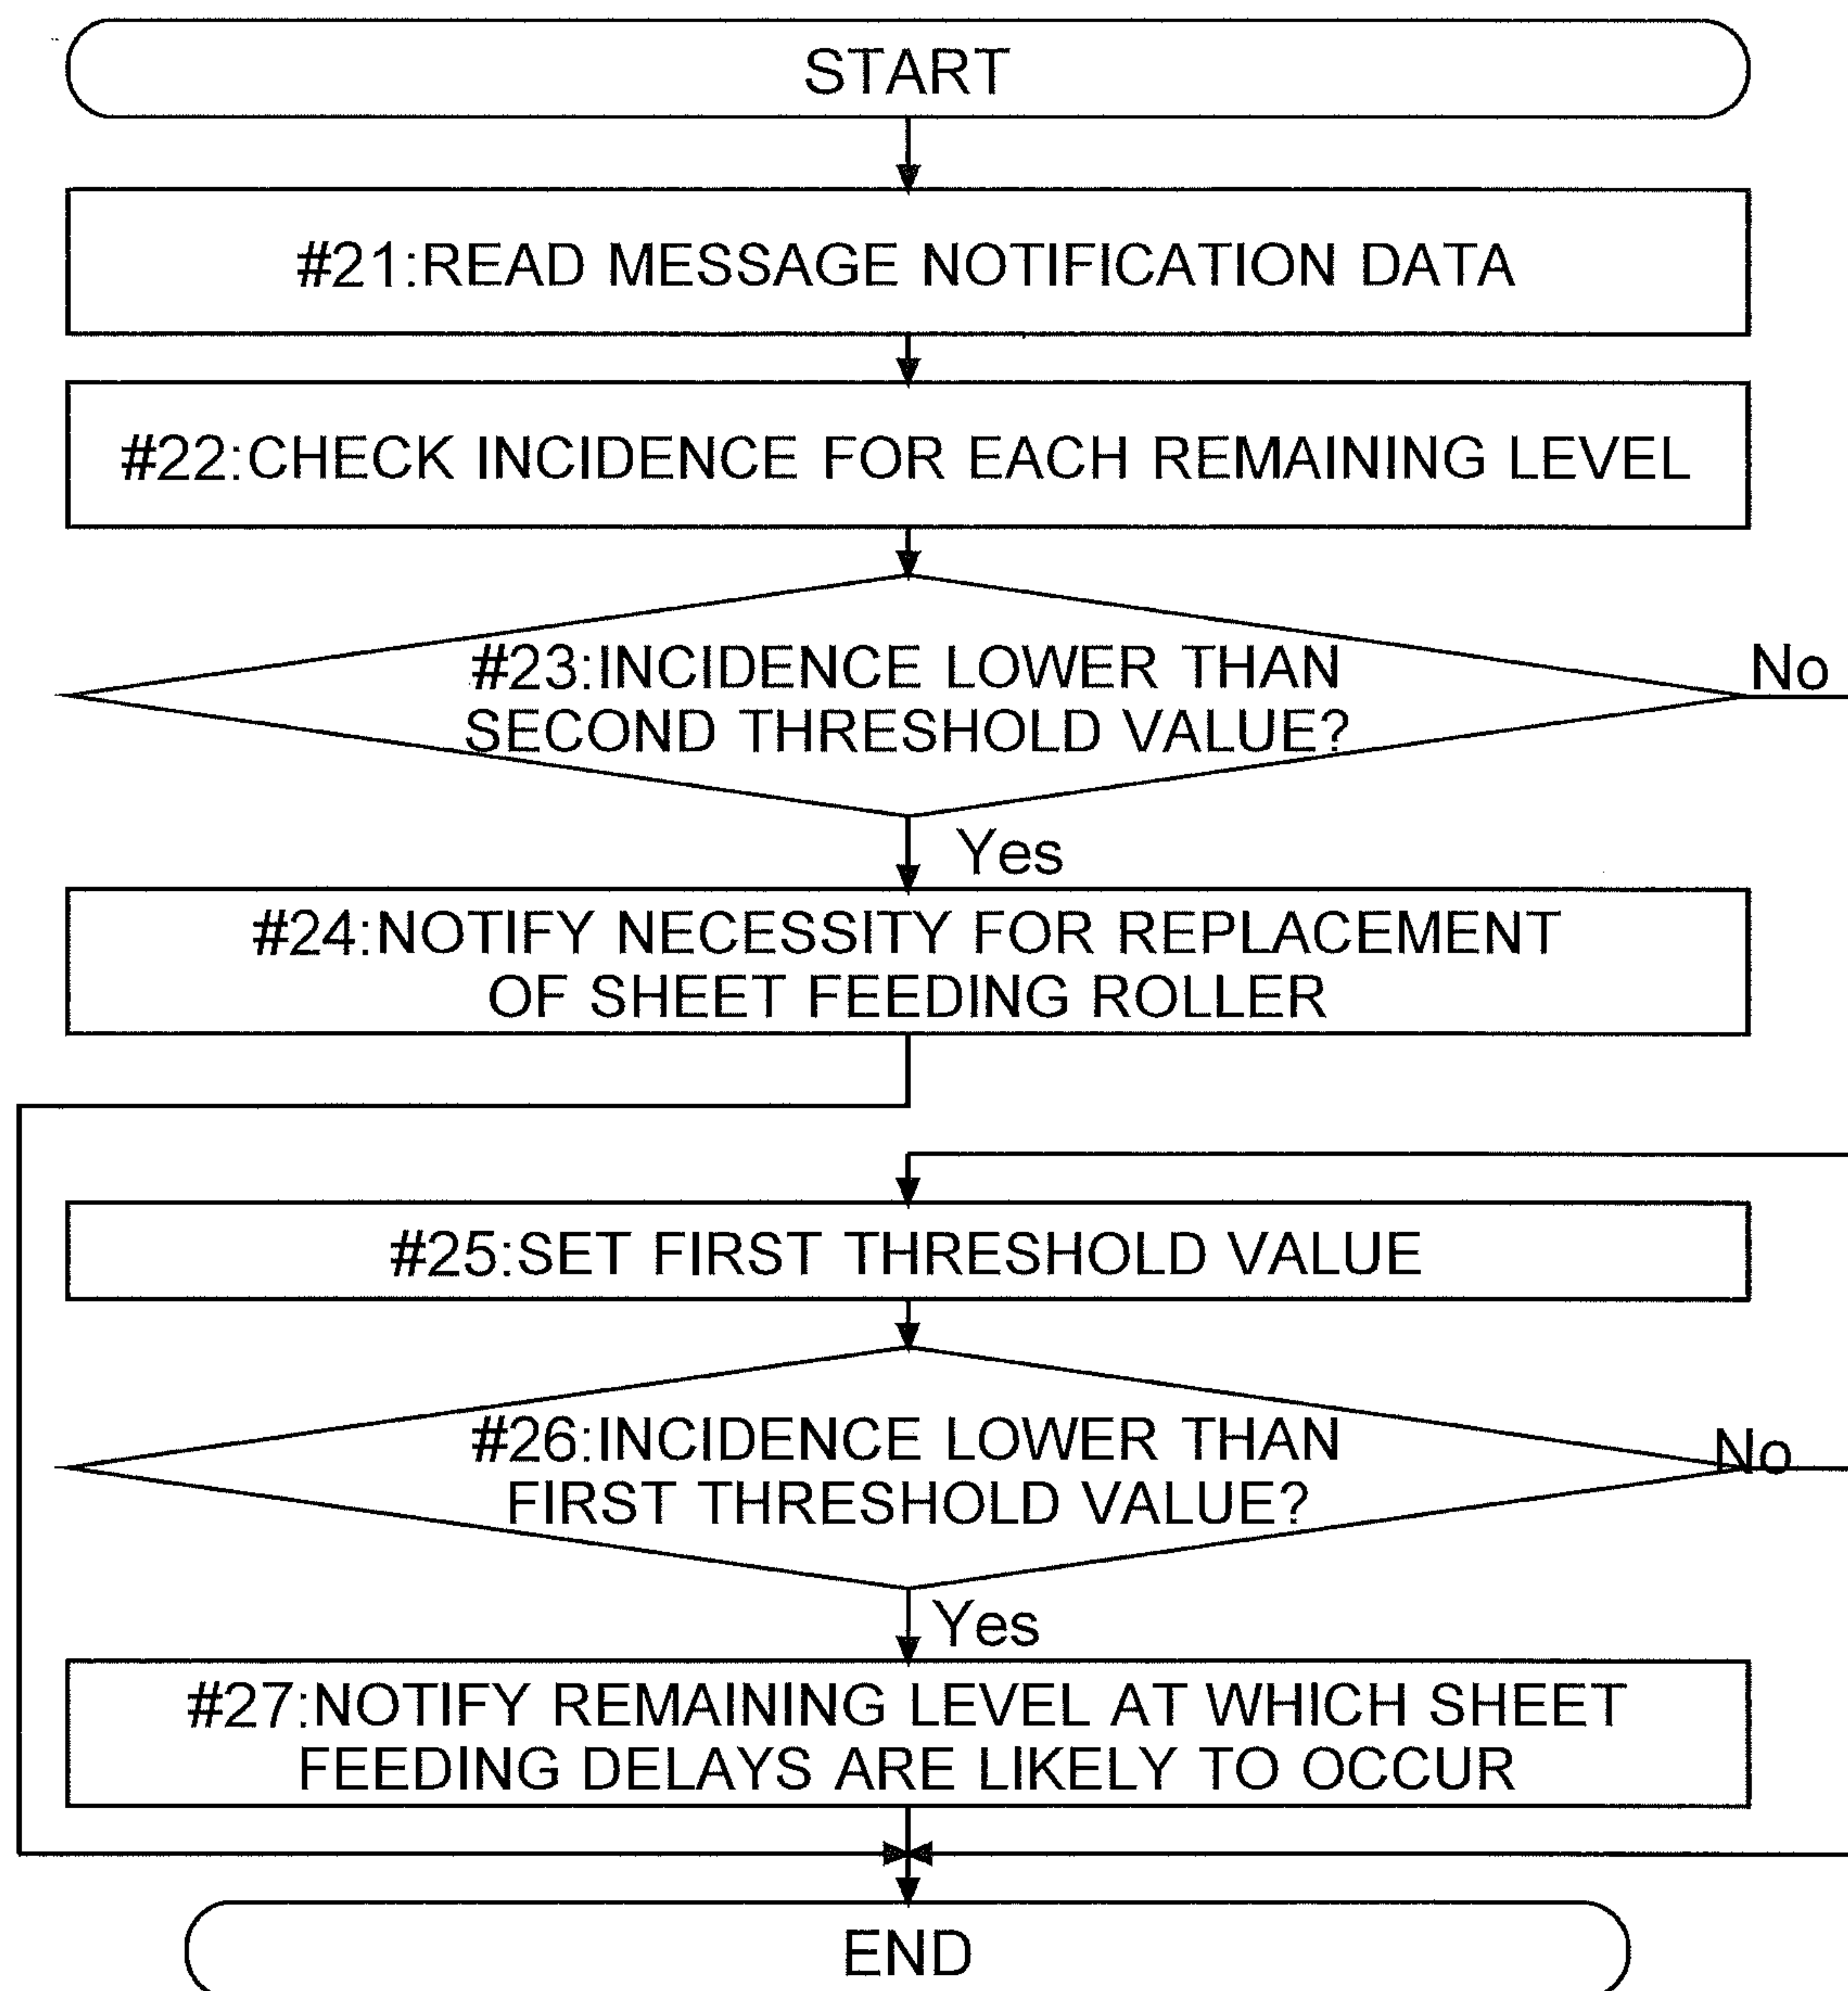 START
#21:READ MESSAGE NOTIFICATION DATA
#22:CHECK INCIDENCE FOR EACH REMAINING LEVEL
#23:INCIDENCE LOWER THAN
SECOND THRESHOLD VALUE?
No
Yes
#24:NOTIFY NECESSITY FOR REPLACEMENT
OF SHEET FEEDING ROLLER
#25:SET FIRST THRESHOLD VALUE
#26:INCIDENCE LOWER THAN
FIRST THRESHOLD VALUE?
No
Yes
#27:NOTIFY REMAINING LEVEL AT WHICH SHEET
FEEDING DELAYS ARE LIKELY TO OCCUR
END